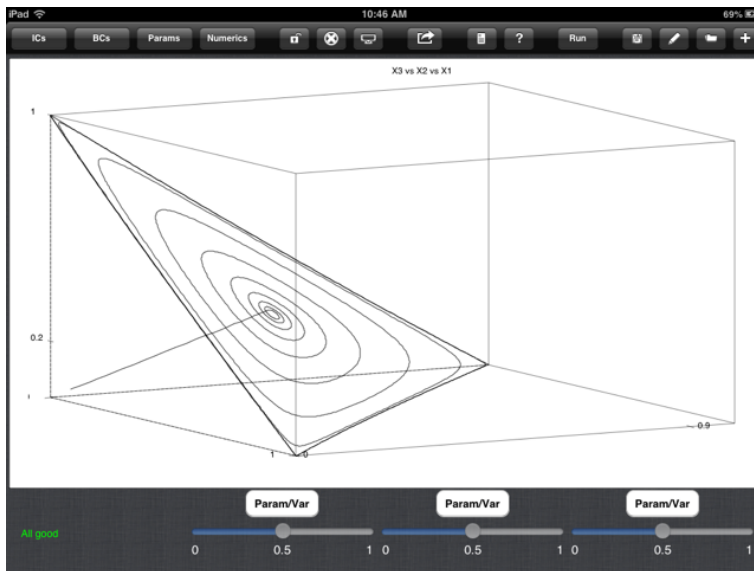 iPad 10:46 AM 69%
ICs BCs Params Numerics ? Run
X3 vs X2 vs X1
1
0.2
1 0
0.9
Param/Var Param/Var Param/Var
All good
0 0.5 1 0 0.5 1 0 0.5 1